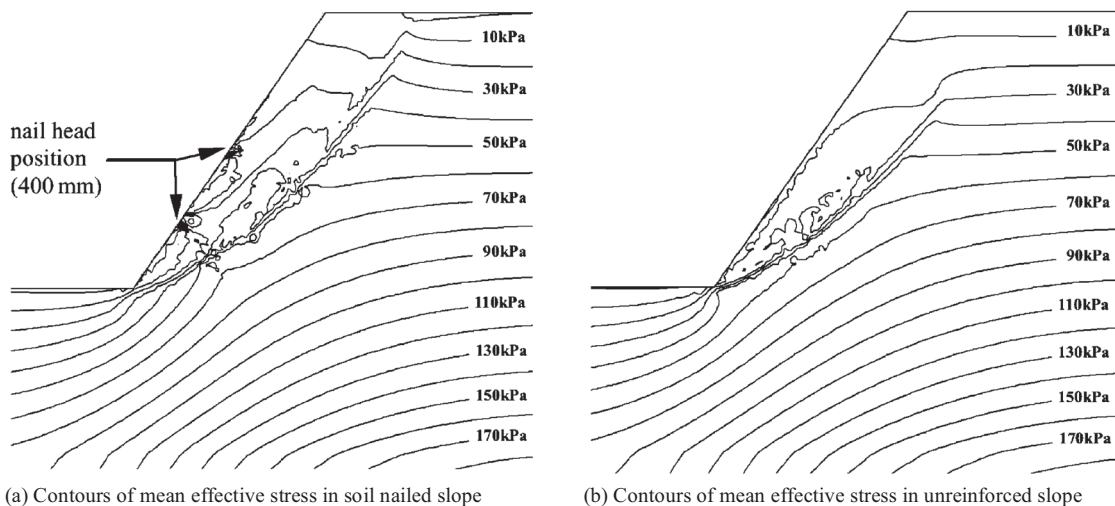 nail head
position
(400 mm)
10kPa
30kPa
50kPa
70kPa
90kPa
110kPa
130kPa
150kPa
170kPa
(a) Contours of mean effective stress in soil nailed slope
10kPa
30kPa
50kPa
70kPa
90kPa
110kPa
130kPa
150kPa
170kPa
(b) Contours of mean effective stress in unreinforced slope